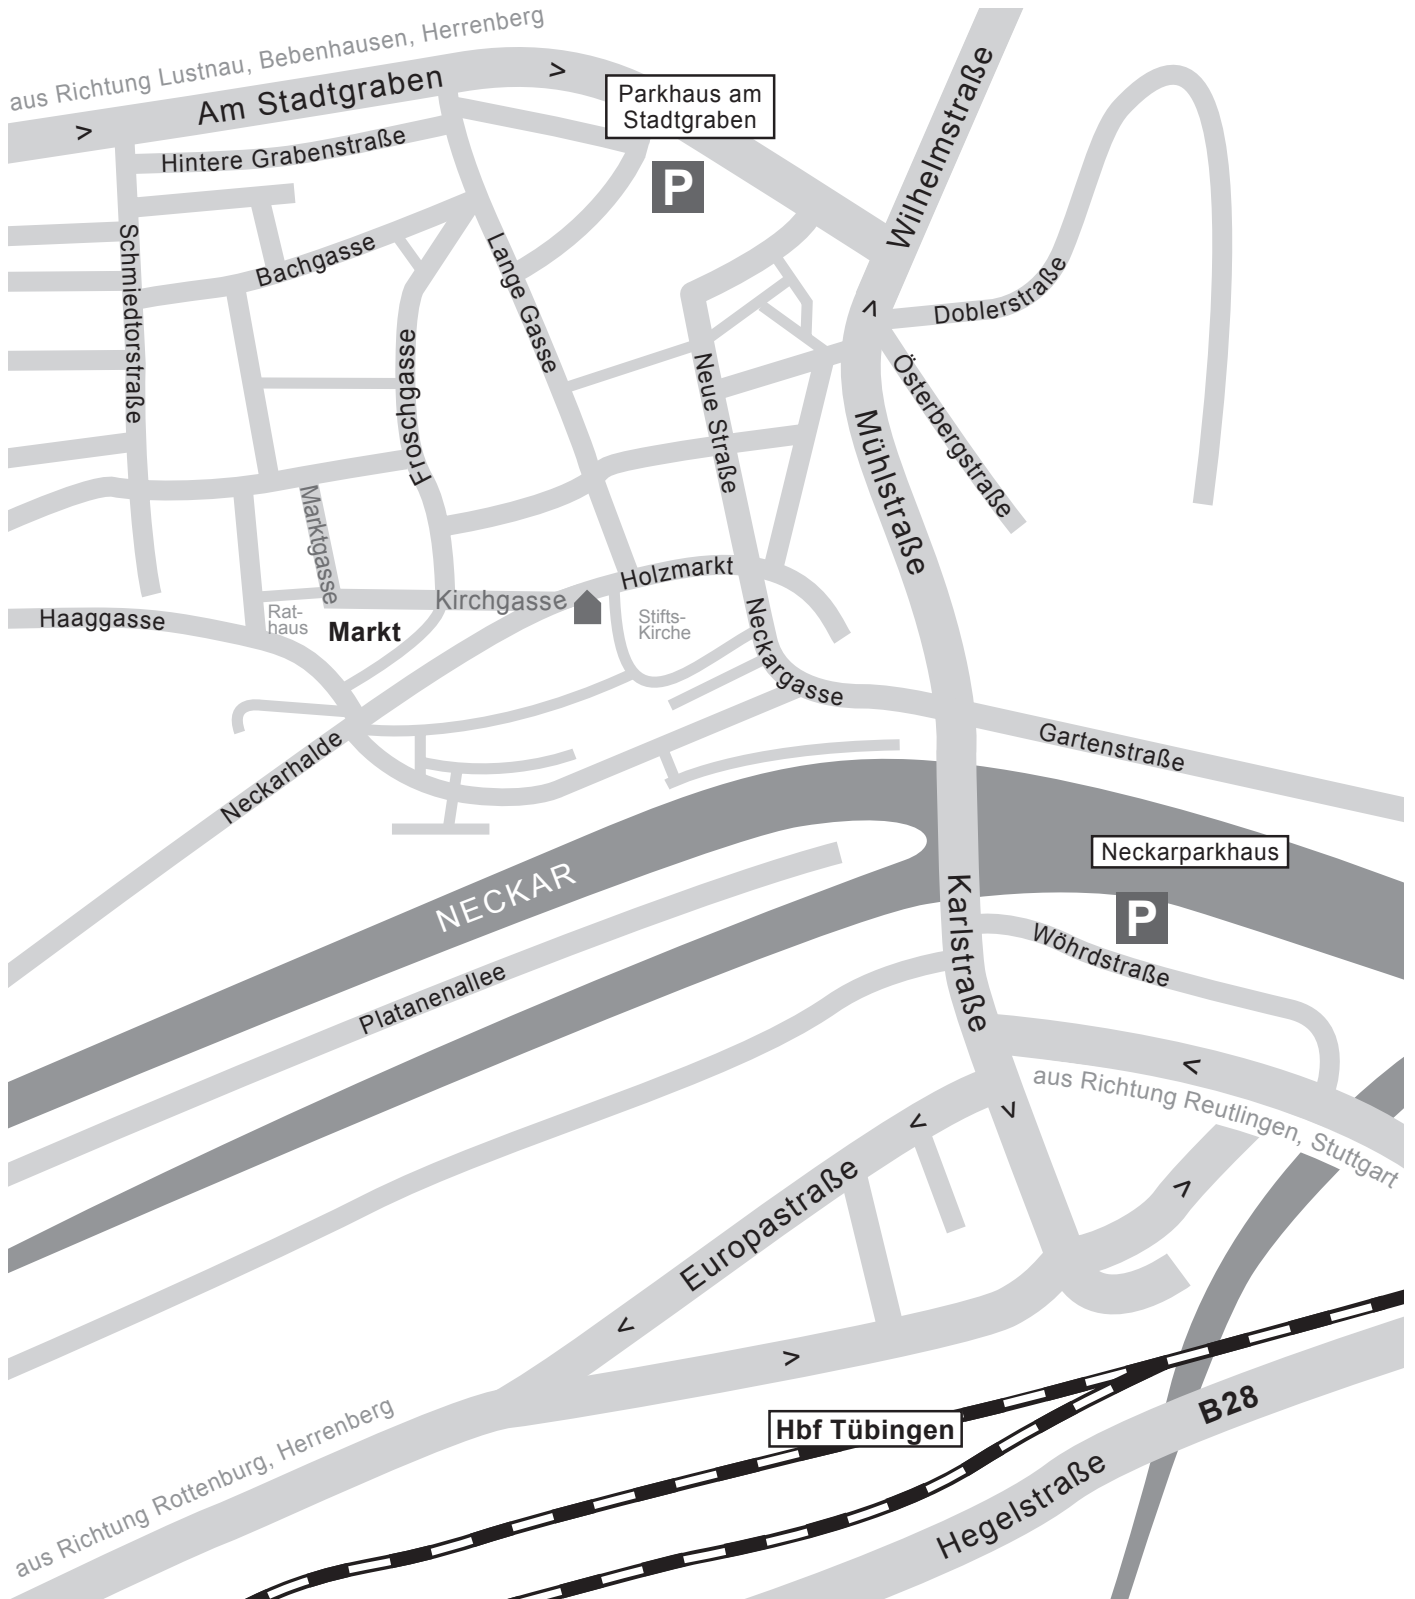 aus Richtung Lustnau, Bebenhausen, Herrenberg
Am Stadtgraben
>
>
Parkhaus am
Stadtgraben
P
Wilhelmstraße
Hintere Grabenstraße
Schmiedtorstraße
Bachgasse
Lange Gasse
Froschgasse
Neue Straße
Doblerstraße
>
Österbergstraße
Mühlstraße
Marktgasse
Holzmarkt
Kirchgasse
Haaggasse
Rat-
haus
Markt
Stifts-
Kirche
Neckargasse
Gartenstraße
Neckarhalde
NECKAR
Neckarparkhaus
P
Karlstraße
Wöhrdstraße
Platanenallee
<
aus Richtung Reutlingen, Stuttgart
<
>
>
Europastraße
<
>
Hbf Tübingen
B28
Hegelstraße
aus Richtung Rottenburg, Herrenberg